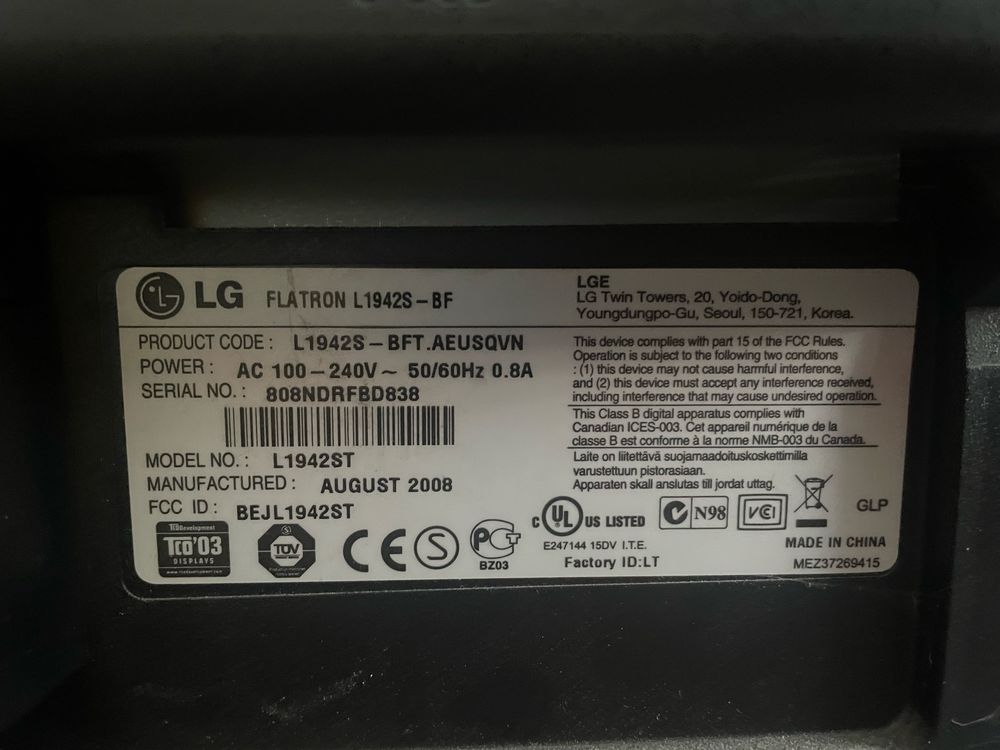 LG FLATRON L1942S-BF
PRODUCT CODE : L1942S-BFT.AEUSQVN
POWER : AC 100-240V~ 50/60Hz 0.8A
SERIAL NO. : 808NDRFBD838
MODEL NO. : L1942ST
MANUFACTURED : AUGUST 2008
FCC ID : BEJL1942ST
TCO Development
TCO'03
DISPLAYS
www.tcodevelopment.com
S
TÜV
CE
S
PCT
BZ03
LGE
LG Twin Towers, 20, Yoido-Dong,
Youngdungpo-Gu, Seoul, 150-721, Korea.
This device complies with part 15 of the FCC Rules.
Operation is subject to the following two conditions
: (1) this device may not cause harmful interference,
and (2) this device must accept any interference received,
including interference that may cause undesired operation.
This Class B digital apparatus complies with
Canadian ICES-003. Cet appareil numérique de la
classe B est conforme à la norme NMB-003 du Canada.
Laite on liitettävä suojamaadoituskoskettimilla
varustettuun pistorasiaan.
Apparaten skall anslutas till jordat uttag.
C UL US LISTED
E247144 15DV I.T.E.
Factory ID:LT
N98
VCI
GLP
MADE IN CHINA
MEZ37269415